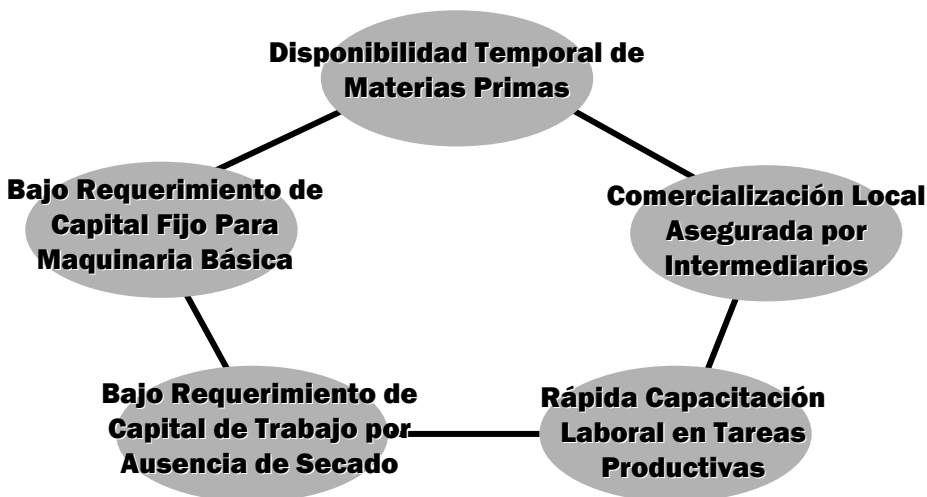 Disponibilidad Temporal de
Materias Primas
Bajo Requerimiento de
Capital Fijo Para
Maquinaria Básica
Comercialización Local
Asegurada por
Intermediarios
Bajo Requerimiento de
Capital de Trabajo por
Ausencia de Secado
Rápida Capacitación
Laboral en Tareas
Productivas